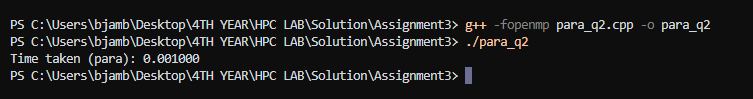 PS C:\Users\bjamb\Desktop\4TH YEAR\HPC LAB\Solution\Assignment3> g++ -fopenmp para_q2.cpp -o para_q2
PS C:\Users\bjamb\Desktop\4TH YEAR\HPC LAB\Solution\Assignment3> ./para_q2
Time taken (para): 0.001000
PS C:\Users\bjamb\Desktop\4TH YEAR\HPC LAB\Solution\Assignment3>